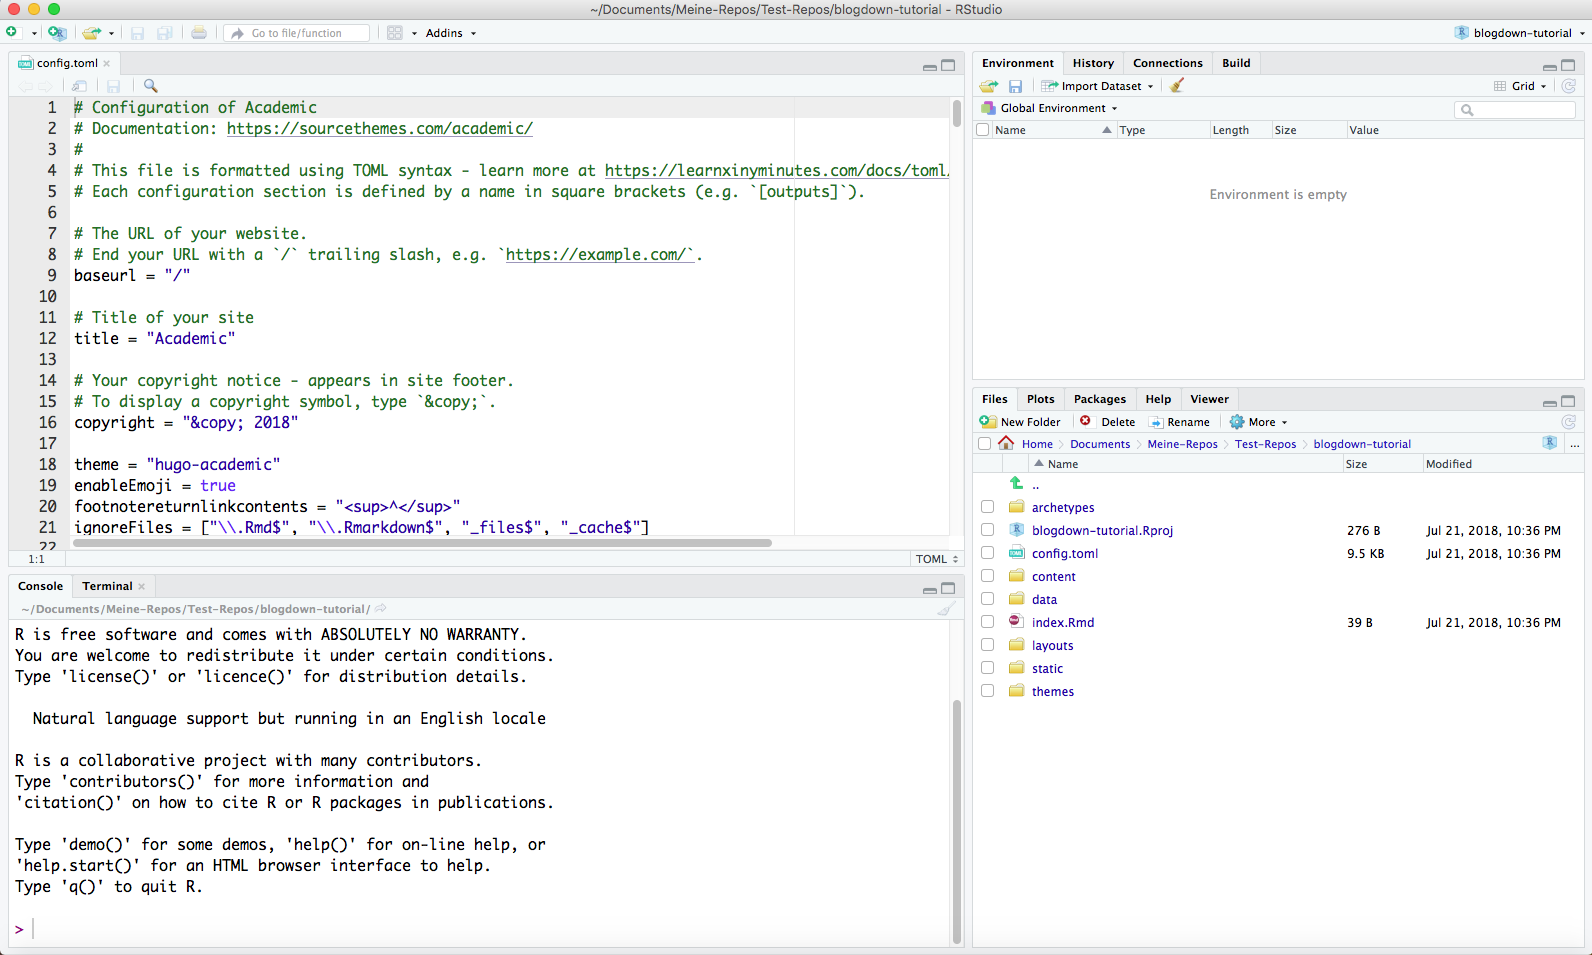 ~/Documents/Meine-Repos/Test-Repos/blogdown-tutorial - RStudio
Go to file/function
Addins
blogdown-tutorial
config.toml
1 # Configuration of Academic
2 # Documentation: https://sourcethemes.com/academic/
3 #
4 # This file is formatted using TOML syntax - learn more at https://learnxinyminutes.com/docs/toml/
5 # Each configuration section is defined by a name in square brackets (e.g. `[outputs]`).
6
7 # The URL of your website.
8 # End your URL with a `/` trailing slash, e.g. `https://example.com/`.
9 baseurl = "/"
10
11 # Title of your site
12 title = "Academic"
13
14 # Your copyright notice - appears in site footer.
15 # To display a copyright symbol, type `&copy;`.
16 copyright = "&copy; 2018"
17
18 theme = "hugo-academic"
19 enableEmoji = true
20 footnotereturnlinkcontents = "<sup>^</sup>"
21 ignoreFiles = ["\\.Rmd$", "\\.Rmarkdown$", "_files$", "_cache$"]
22
1:1
TOML
Console Terminal
~/Documents/Meine-Repos/Test-Repos/blogdown-tutorial/
R is free software and comes with ABSOLUTELY NO WARRANTY.
You are welcome to redistribute it under certain conditions.
Type 'license()' or 'licence()' for distribution details.
Natural language support but running in an English locale
R is a collaborative project with many contributors.
Type 'contributors()' for more information and
'citation()' on how to cite R or R packages in publications.
Type 'demo()' for some demos, 'help()' for on-line help, or
'help.start()' for an HTML browser interface to help.
Type 'q()' to quit R.
>
Environment History Connections Build
Import Dataset
Grid
Global Environment
Name Type Length Size Value
Environment is empty
Files Plots Packages Help Viewer
New Folder Delete Rename More
Home Documents Meine-Repos Test-Repos blogdown-tutorial
...
Name Size Modified
..
archetypes
blogdown-tutorial.Rproj 276 B Jul 21, 2018, 10:36 PM
config.toml 9.5 KB Jul 21, 2018, 10:36 PM
content
data
index.Rmd 39 B Jul 21, 2018, 10:36 PM
layouts
static
themes